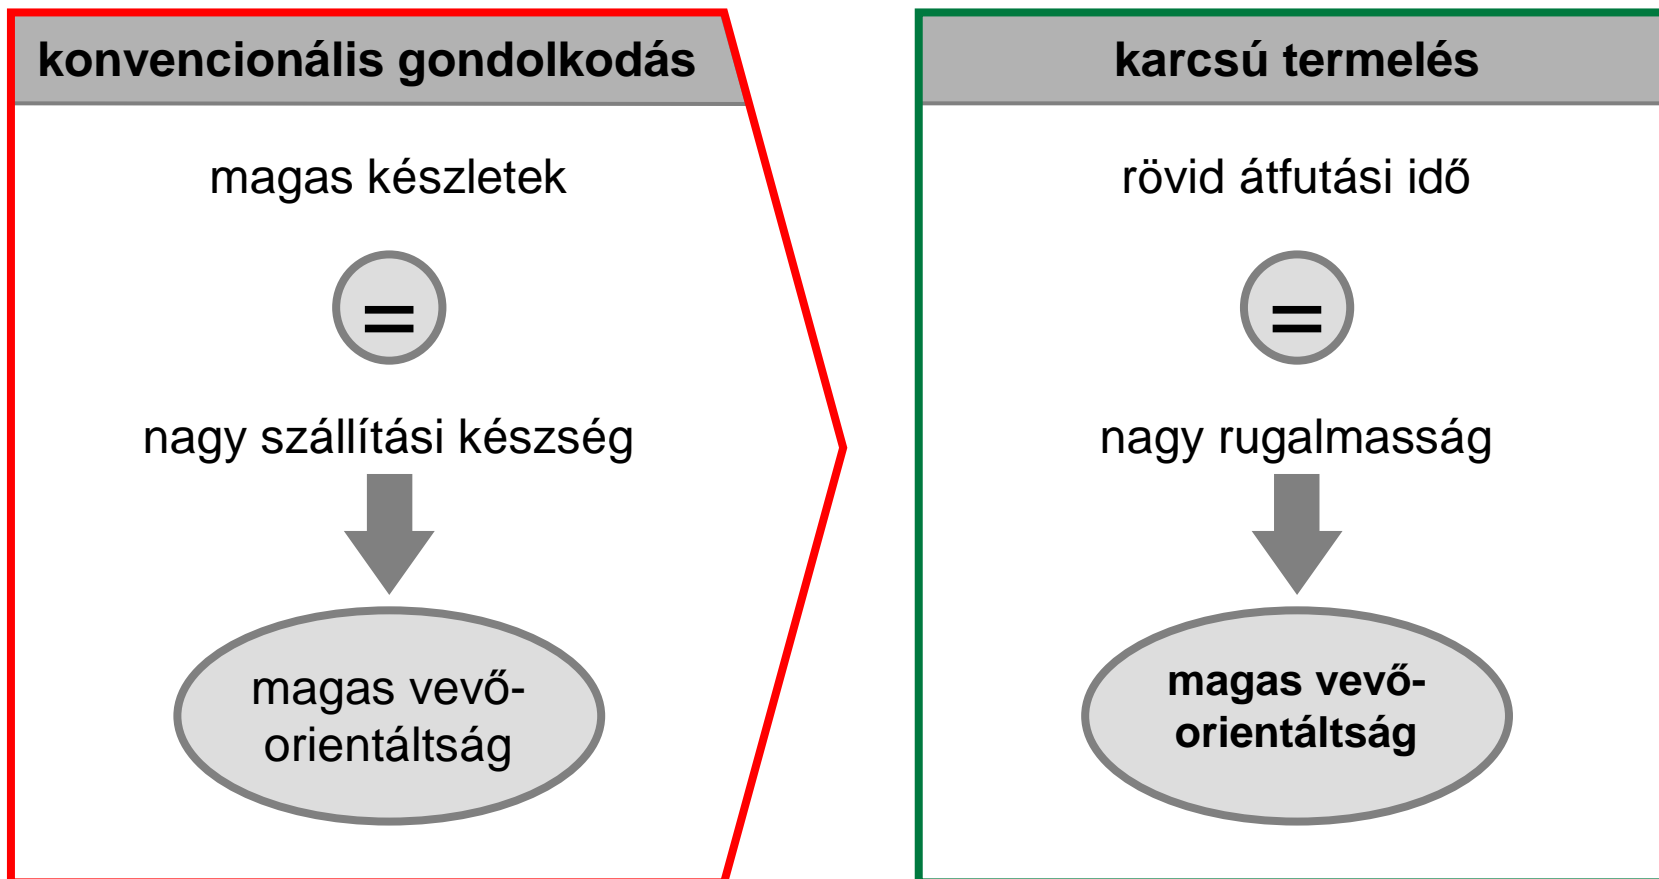 konvencionális gondolkodás
magas készletek
=
nagy szállítási készség
magas vevő-
orientáltság
karcsú termelés
rövid átfutási idő
=
nagy rugalmasság
magas vevő-
orientáltság